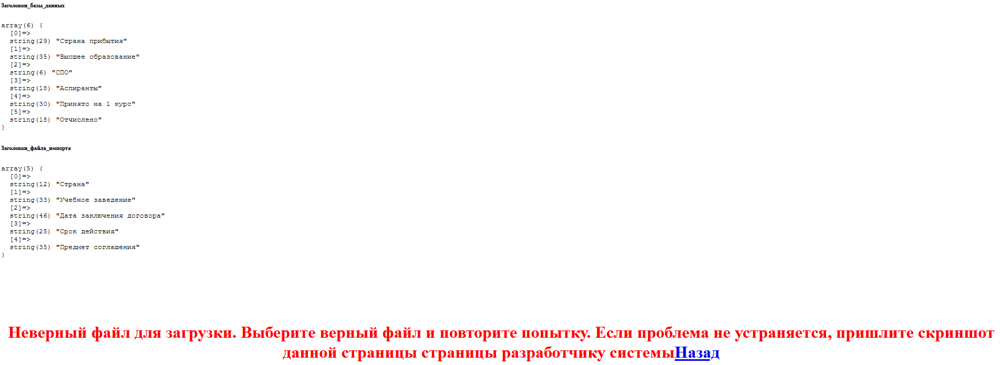 Заголовки_базы_данных
array(6) {
[0]=>
string(29) "Страна прибытия"
[1]=>
string(35) "Высшее образование"
[2]=>
string(6) "СПО"
[3]=>
string(18) "Аспиранты"
[4]=>
string(30) "Принято на 1 курс"
[5]=>
string(18) "Отчислено"
}
Заголовки_файла_импорта
array(5) {
[0]=>
string(12) "Страна"
[1]=>
string(33) "Учебное заведение"
[2]=>
string(46) "Дата заключения договора"
[3]=>
string(25) "Срок действия"
[4]=>
string(35) "Предмет соглашения"
}
Неверный файл для загрузки. Выберите верный файл и повторите попытку. Если проблема не устраняется, пришлите скриншот
данной страницы страницы разработчику системыНазад